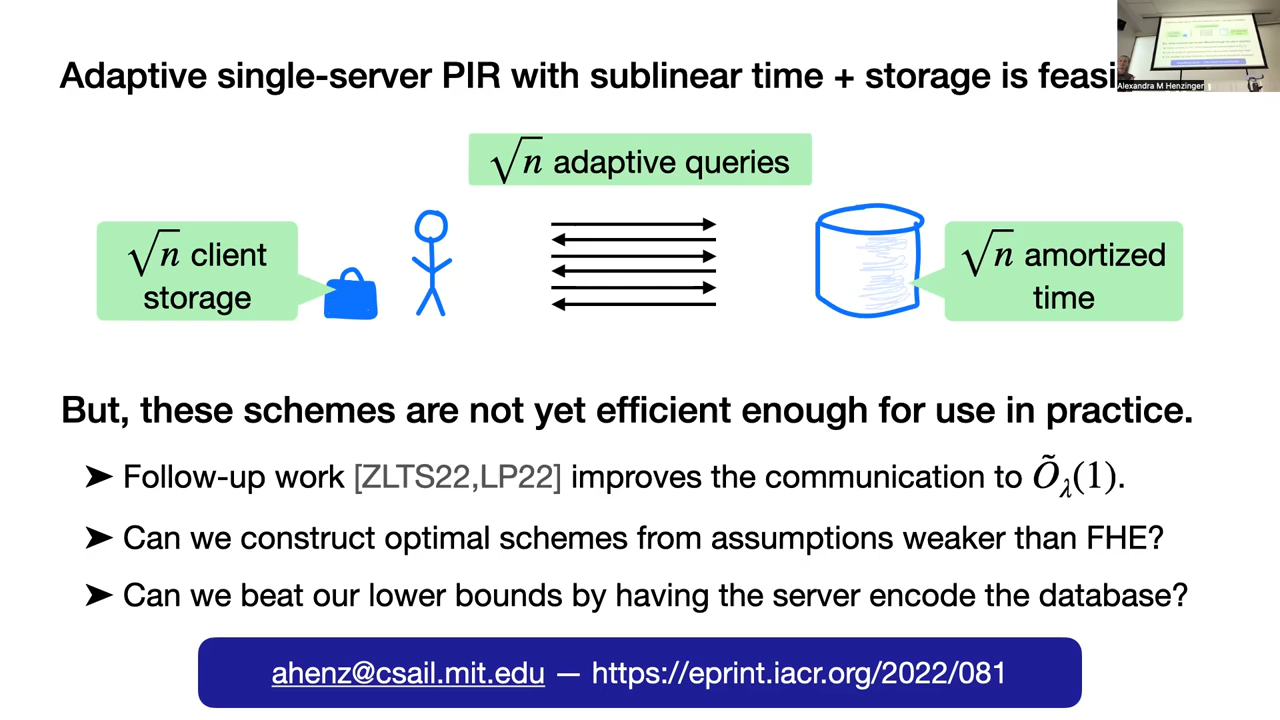 Adaptive single-server PIR with sublinear time + storage is feasi
Alexandra M Henzinger
√n adaptive queries
√n client
storage
√n amortized
time
But, these schemes are not yet efficient enough for use in practice.
➤ Follow-up work [ZLTS22,LP22] improves the communication to Õλ(1).
➤ Can we construct optimal schemes from assumptions weaker than FHE?
➤ Can we beat our lower bounds by having the server encode the database?
ahenz@csail.mit.edu — https://eprint.iacr.org/2022/081